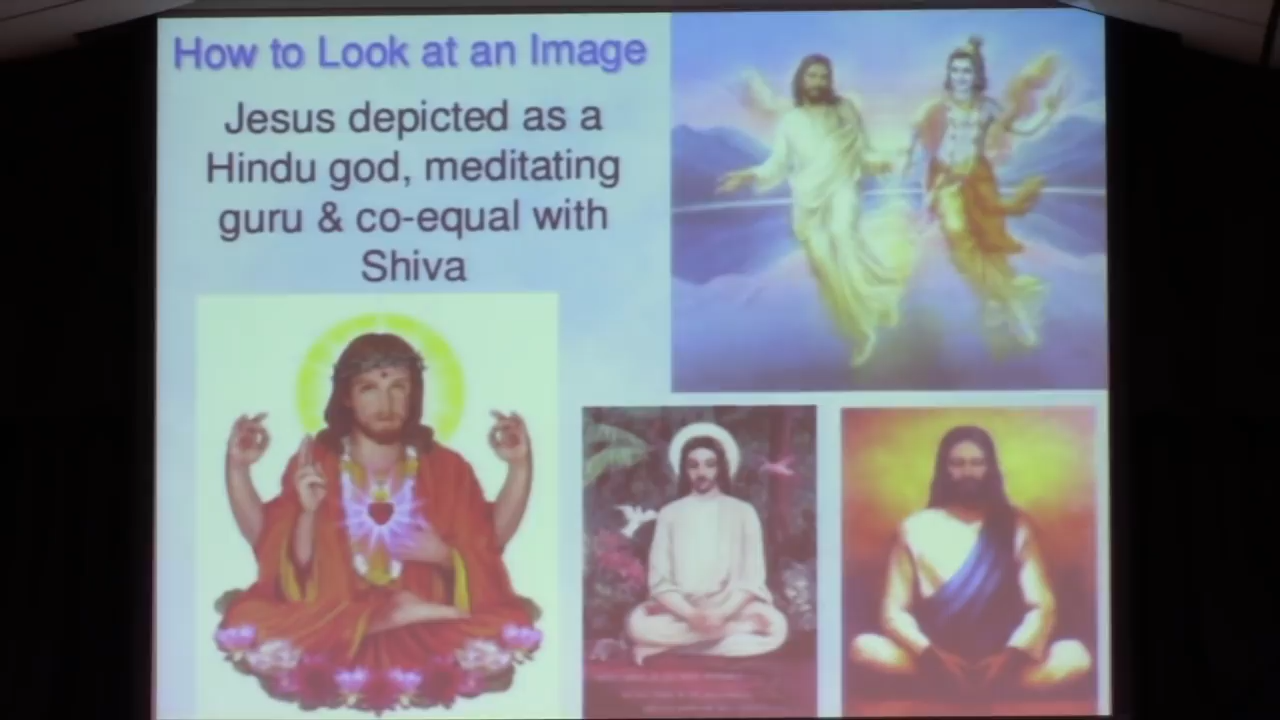 How to Look at an Image
Jesus depicted as a
Hindu god, meditating
guru & co-equal with
Shiva